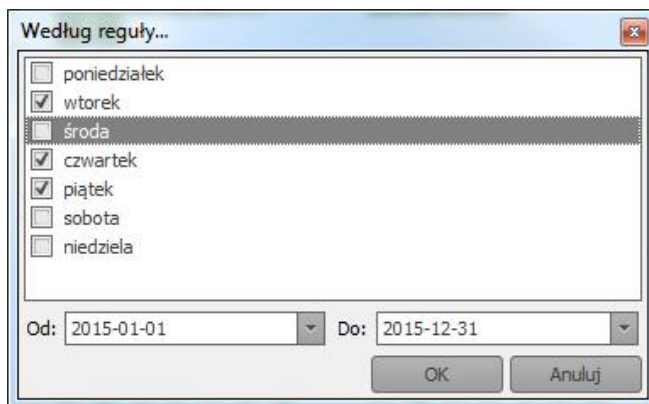 Według reguły...
poniedziałek
wtorek
środa
czwartek
piątek
sobota
niedziela
Od: 2015-01-01 Do: 2015-12-31
OK Anuluj